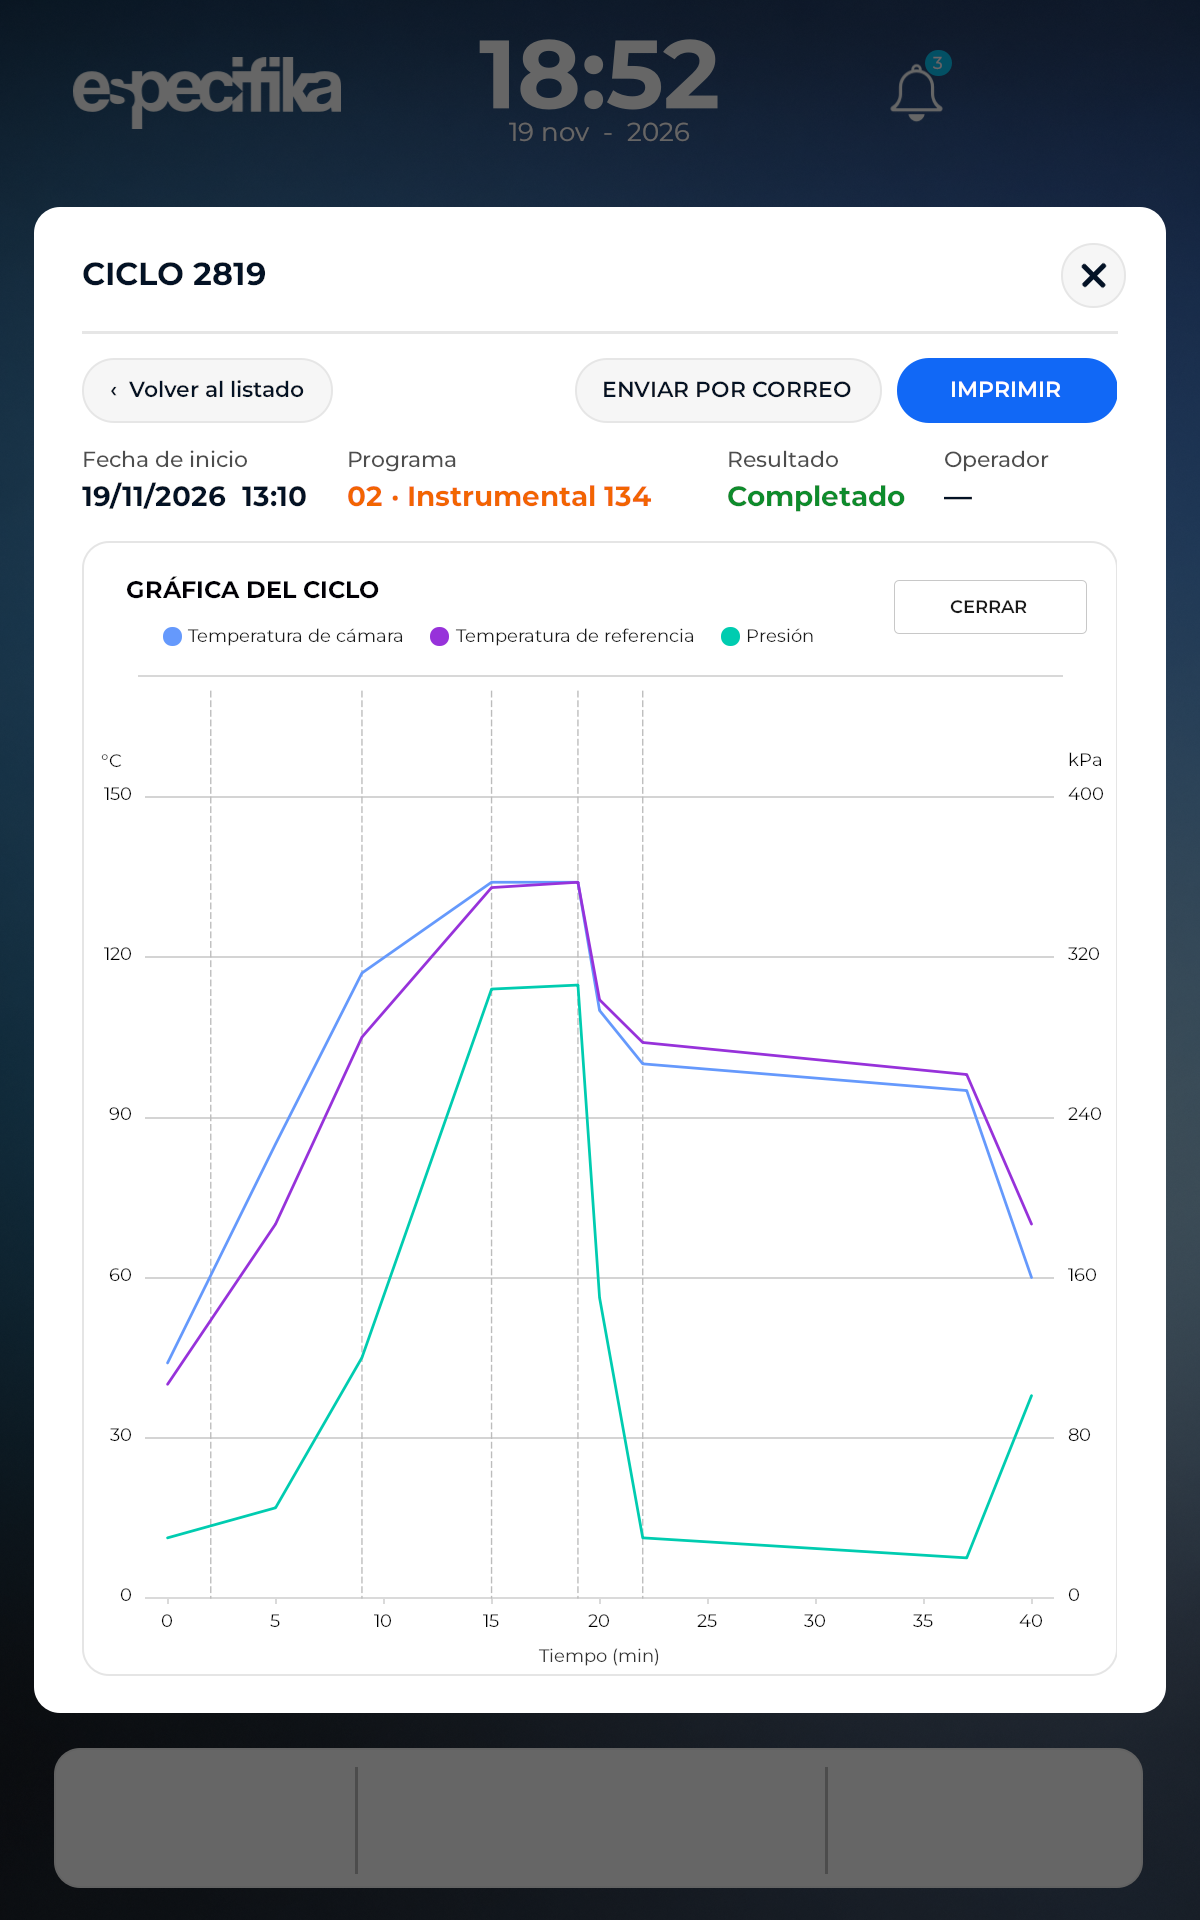 especifika
18:52
19 nov - 2026
3
CICLO 2819
‹ Volver al listado
ENVIAR POR CORREO
IMPRIMIR
Fecha de inicio
19/11/2026 13:10
Programa
02 · Instrumental 134
Resultado
Completado
Operador
—
GRÁFICA DEL CICLO
CERRAR
Temperatura de cámara
Temperatura de referencia
Presión
°C
kPa
150
400
120
320
90
240
60
160
30
80
0
0
0 5 10 15 20 25 30 35 40
Tiempo (min)